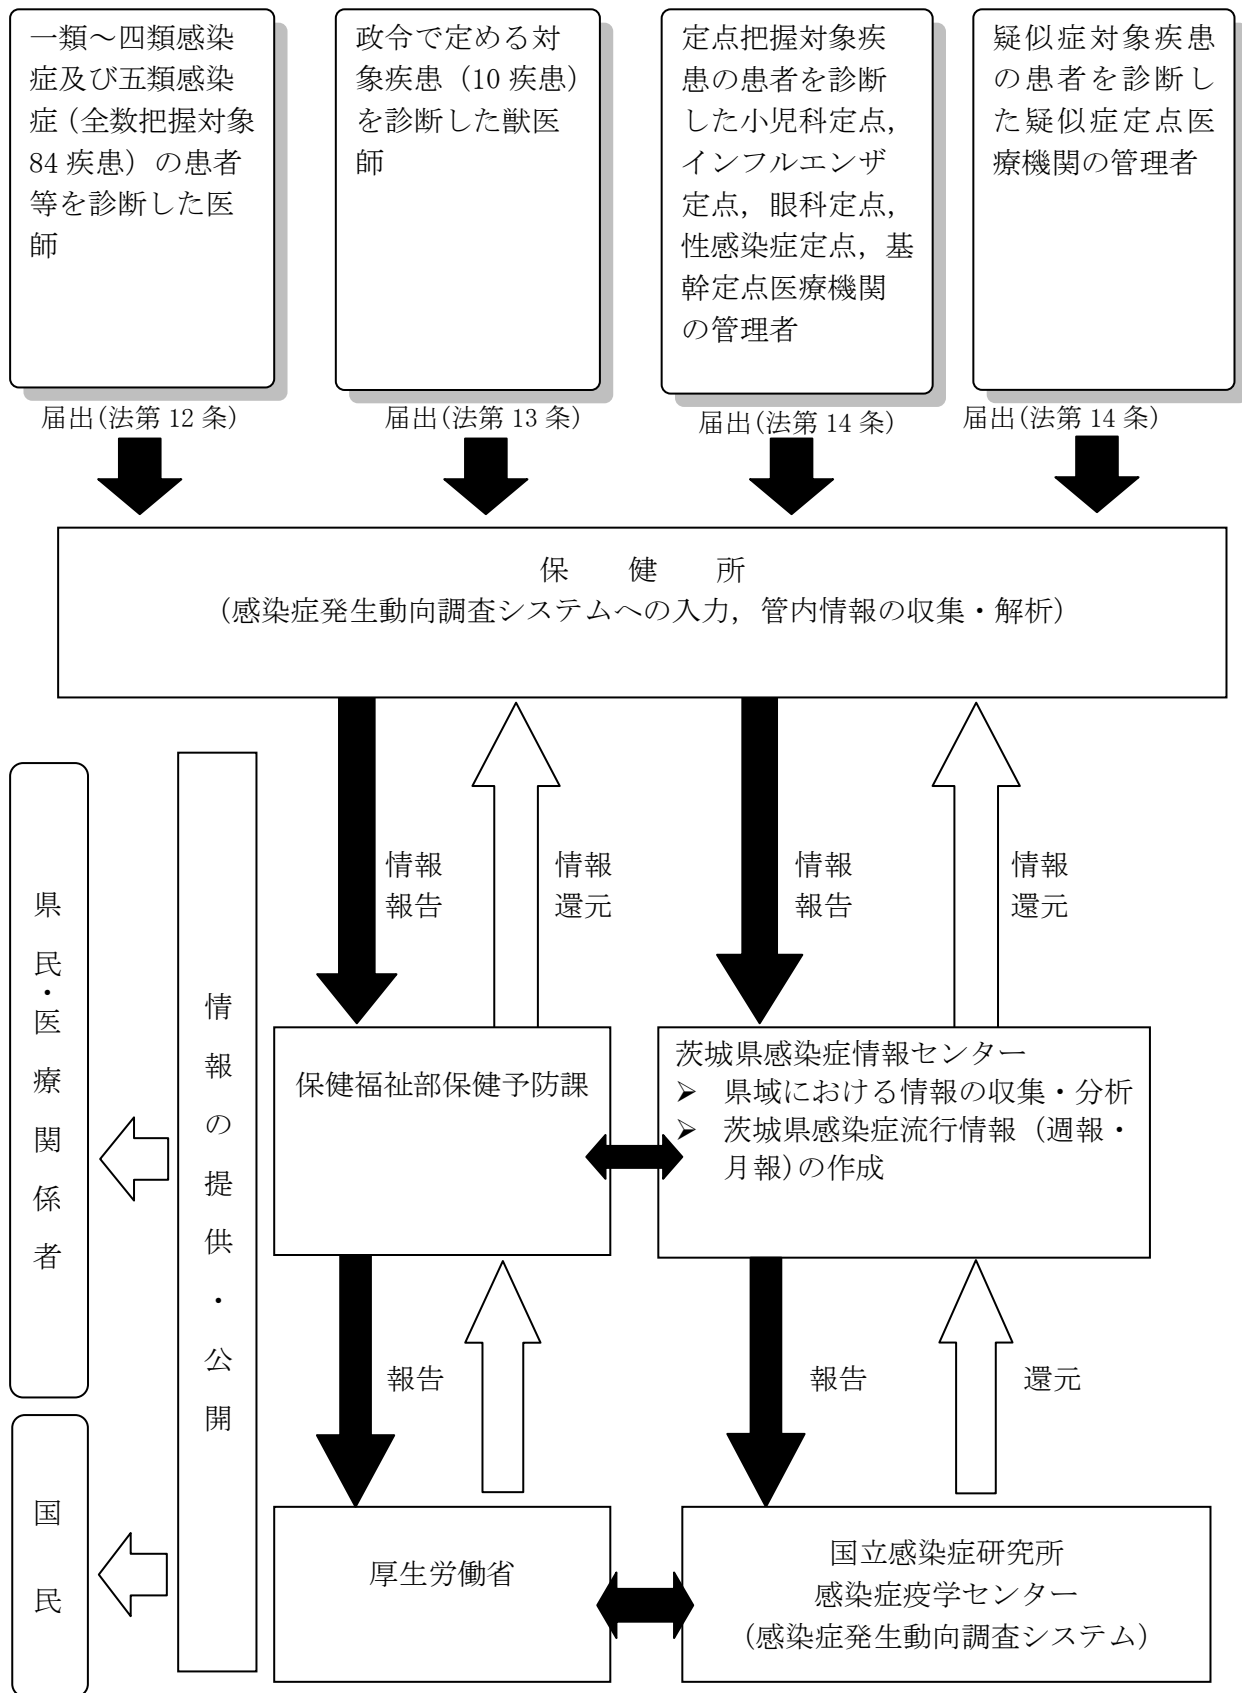 一類～四類感染
症及び五類感染
症（全数把握対象
84 疾患）の患者
等を診断した医
師
政令で定める対
象疾患（10 疾患）
を診断した獣医
師
定点把握対象疾
患の患者を診断
した小児科定点，
インフルエンザ
定点，眼科定点，
性感染症定点，基
幹定点医療機関
の管理者
疑似症対象疾患
の患者を診断し
た疑似症定点医
療機関の管理者
届出(法第 12 条)
届出(法第 13 条)
届出(法第 14 条)
届出(法第 14 条)
保　健　所
（感染症発生動向調査システムへの入力，管内情報の収集・解析）
情報
報告
情報
還元
情報
報告
情報
還元
県民・医療関係者
情報の提供・公開
保健福祉部保健予防課
茨城県感染症情報センター
➢ 県域における情報の収集・分析
➢ 茨城県感染症流行情報（週報・
月報)の作成
報告
報告
還元
国民
厚生労働省
国立感染症研究所
感染症疫学センター
（感染症発生動向調査システム）